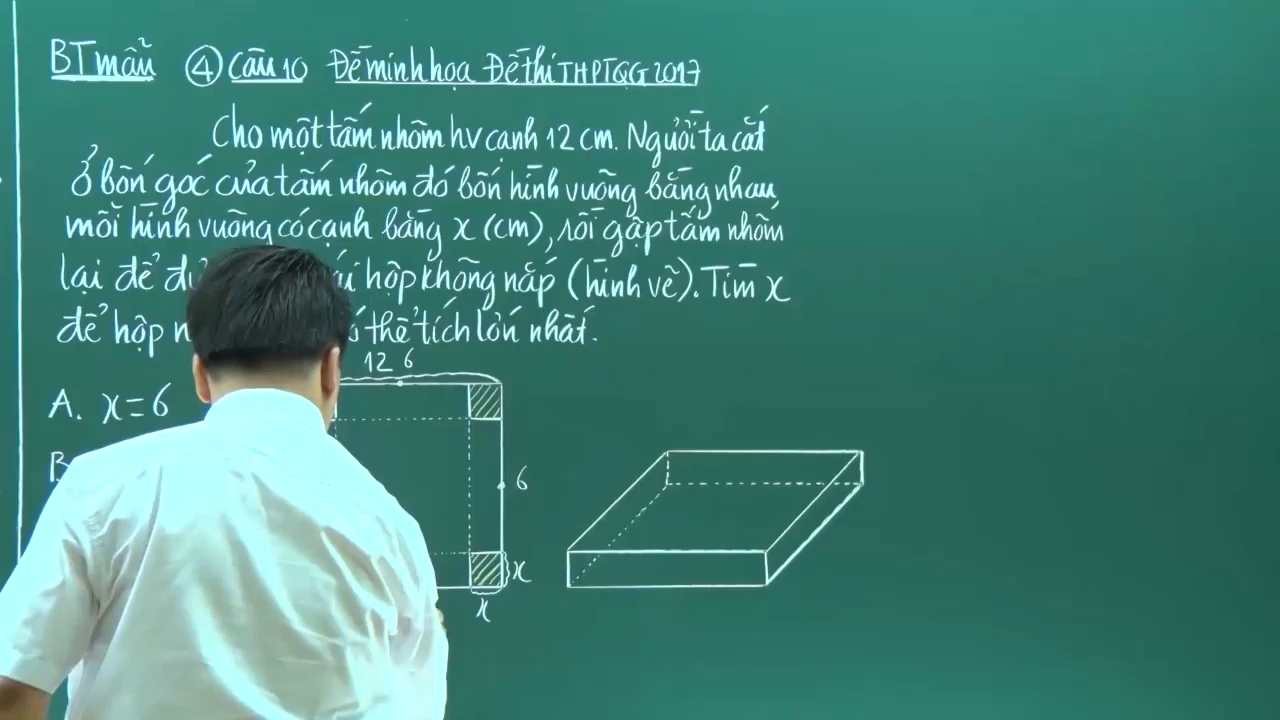 BT mẫu ④ Câu 10 Đề minh họa Đề thi THPTQG 2017
Cho một tấm nhôm hv cạnh 12 cm. Người ta cắt
ở bốn góc của tấm nhôm đó bốn hình vuông bằng nhau
mỗi hình vuông có cạnh bằng x (cm), rồi gập tấm nhôm
lại để hộp không nắp (hình vẽ). Tìm x
để hộp thể tích lớn nhất.
12 6
A. x = 6
B
6
x
x